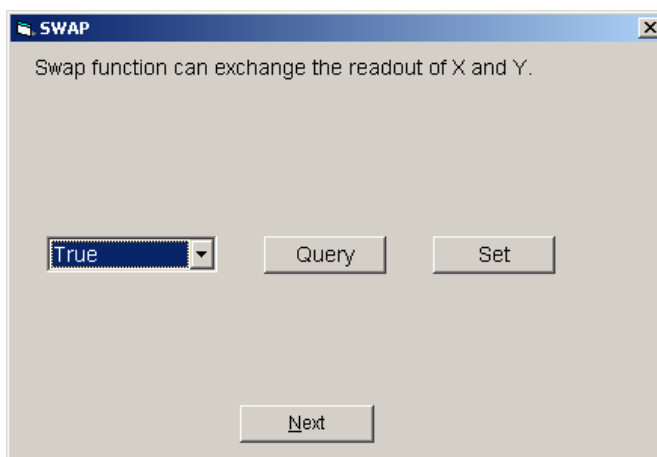 SWAP
Swap function can exchange the readout of X and Y.
True
Query
Set
Next